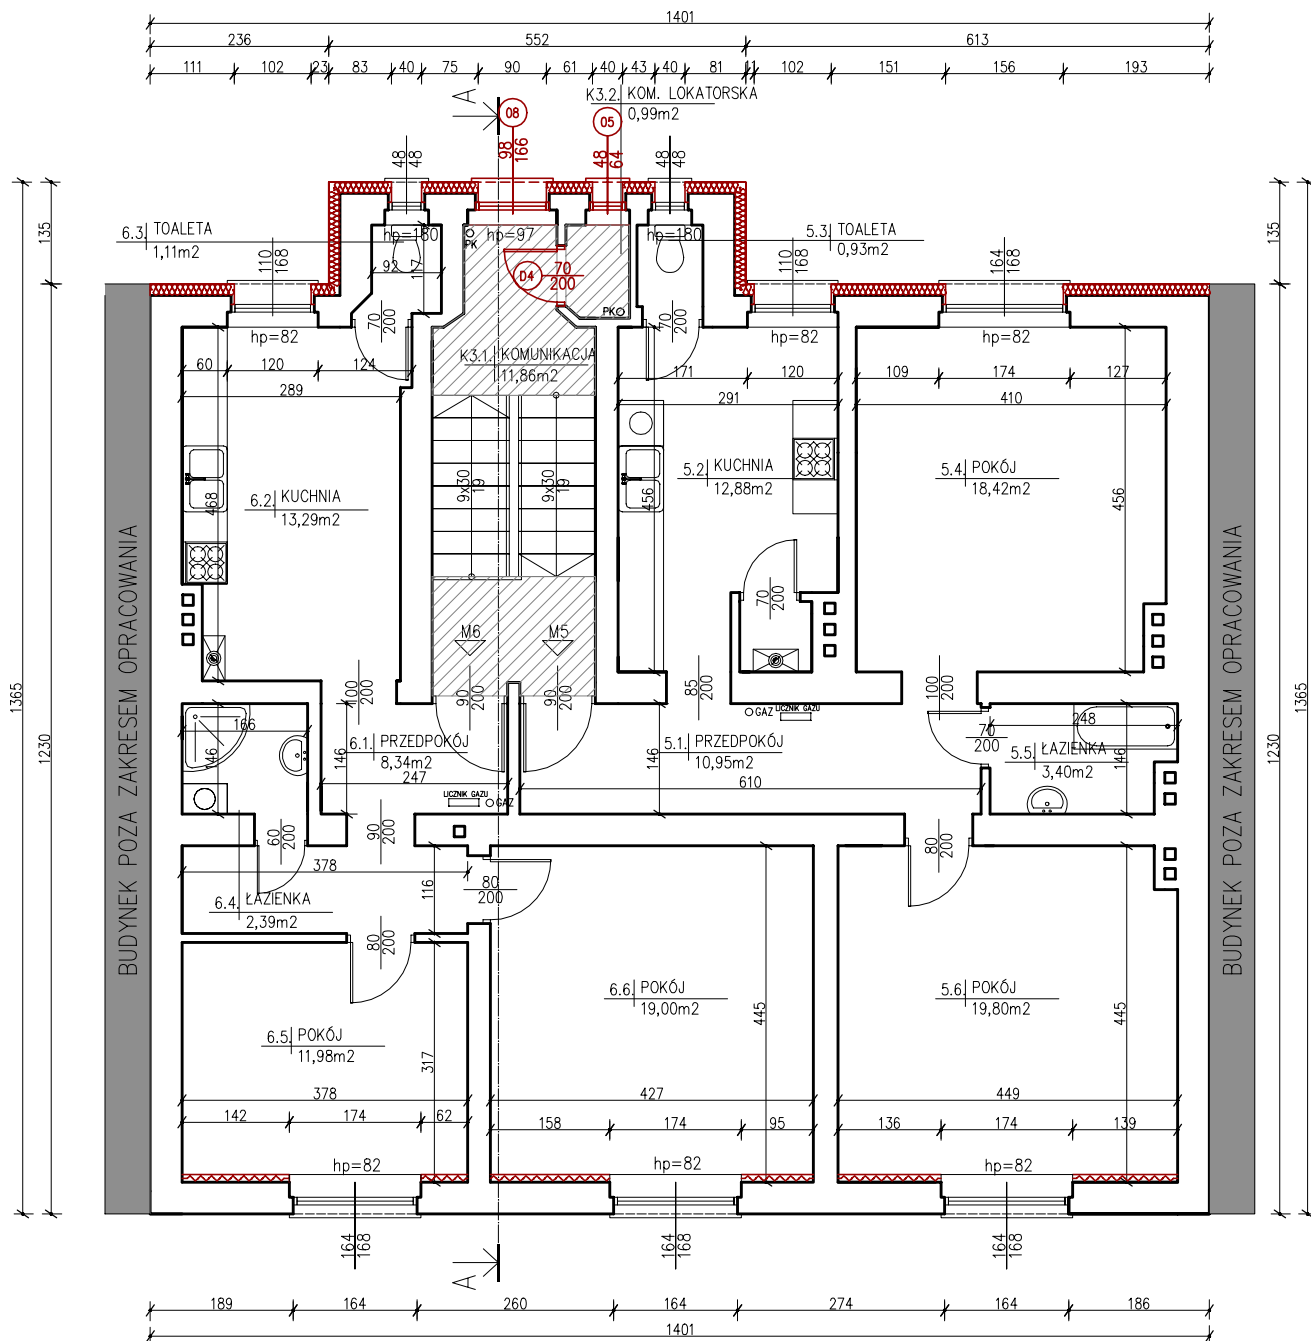 1401
236 552 613
111 102 23 83 40 75 90 61 40 43 40 81 11 102 151 156 193
A
08
05
K3.2. KOM. LOKATORSKA
0,99m2
48
48
98
166
48
64
48
48
6.3. TOALETA
1,11m2
110
168
hp=180
PK
hp=97
hp=180
5.3. TOALETA
0,93m2
110
168
164
168
135
135
92
117
D4
70
200
PK
70
200
70
200
hp=82
hp=82
hp=82
K3.1. KOMUNIKACJA
11,86m2
60 120 124
289
171 120
291
109 174 127
410
468
6.2. KUCHNIA
13,29m2
9x30
19
9x30
19
456
5.2. KUCHNIA
12,88m2
5.4. POKÓJ
18,42m2
456
BUDYNEK POZA ZAKRESEM OPRACOWANIA
BUDYNEK POZA ZAKRESEM OPRACOWANIA
70
200
M6
M5
1365
1230
1230
1365
100
200
90
200
90
200
85
200
100
200
166
146
146
6.1. PRZEDPOKÓJ
8,34m2
247
LICZNIK GAZU
GAZ
GAZ
LICZNIK GAZU
5.1. PRZEDPOKÓJ
10,95m2
146
610
70
200
248
5.5. ŁAZIENKA
3,40m2
146
60
200
90
200
378
116
80
200
80
200
6.4. ŁAZIENKA
2,39m2
80
200
6.5. POKÓJ
11,98m2
317
6.6. POKÓJ
19,00m2
445
5.6. POKÓJ
19,80m2
445
378
142 174 62
427
158 174 95
449
136 174 139
hp=82
hp=82
hp=82
164
168
164
168
164
168
A
189 164 260 164 274 164 186
1401